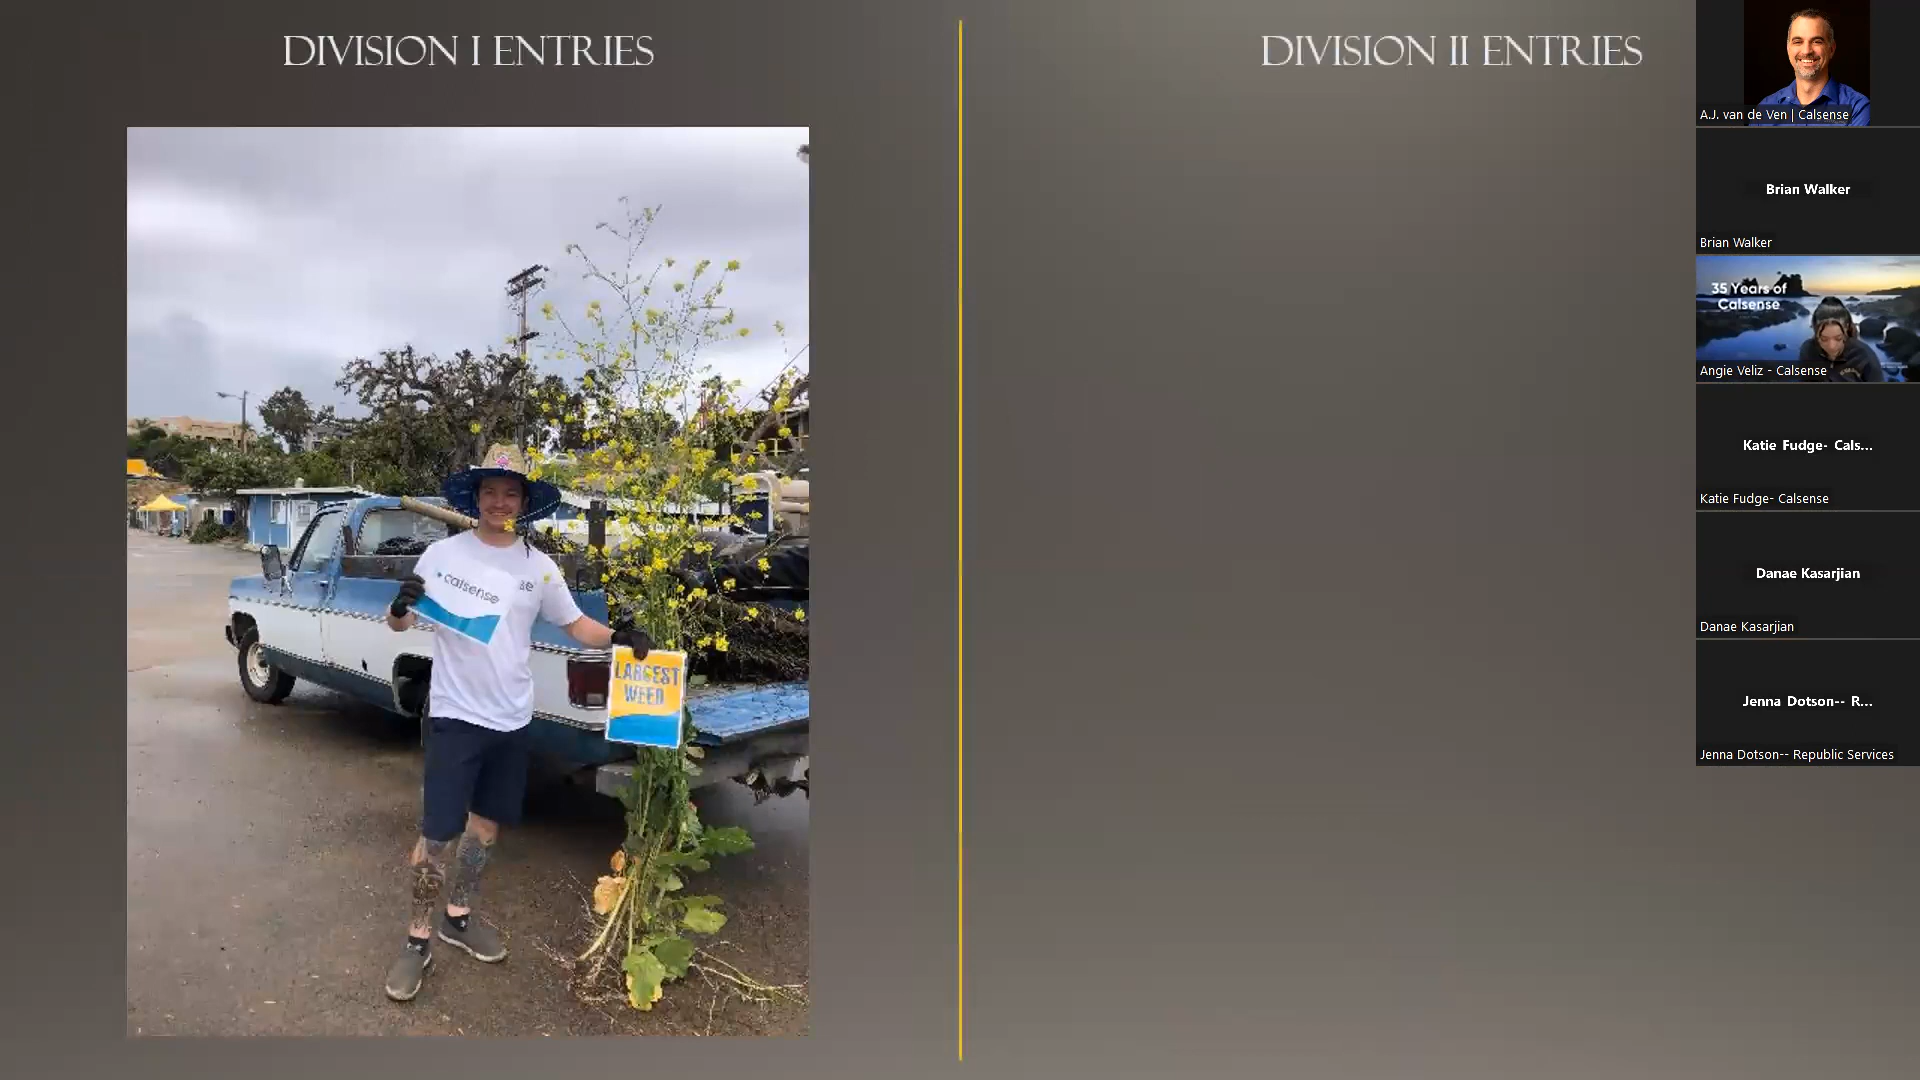 DIVISION I ENTRIES
DIVISION II ENTRIES
calsense
se
LARGEST
WEED
A.J. van de Ven | Calsense
Brian Walker
Brian Walker
35 Years of
Calsense
Angie Veliz - Calsense
Katie Fudge- Cals...
Katie Fudge- Calsense
Danae Kasarjian
Danae Kasarjian
Jenna Dotson-- R...
Jenna Dotson-- Republic Services